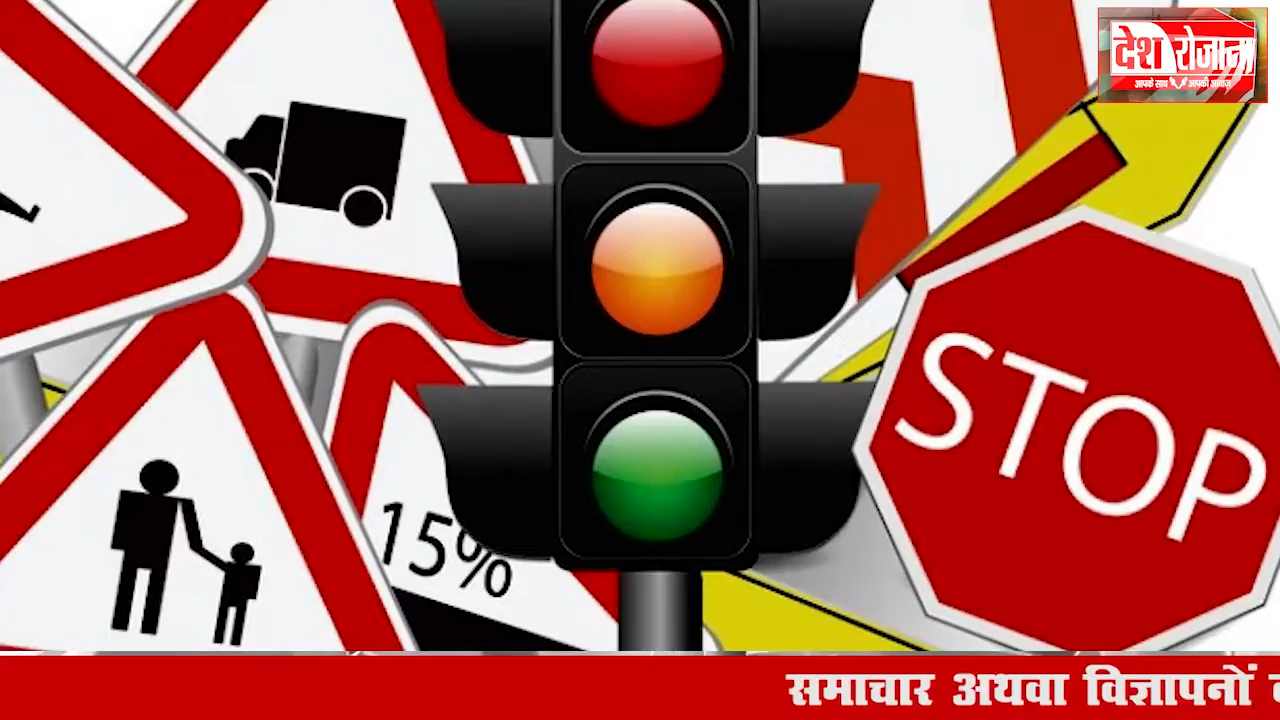 देश रोजाना
आपके साथ आपकी आवाज
STOP
15%
समाचार अथवा विज्ञापनों